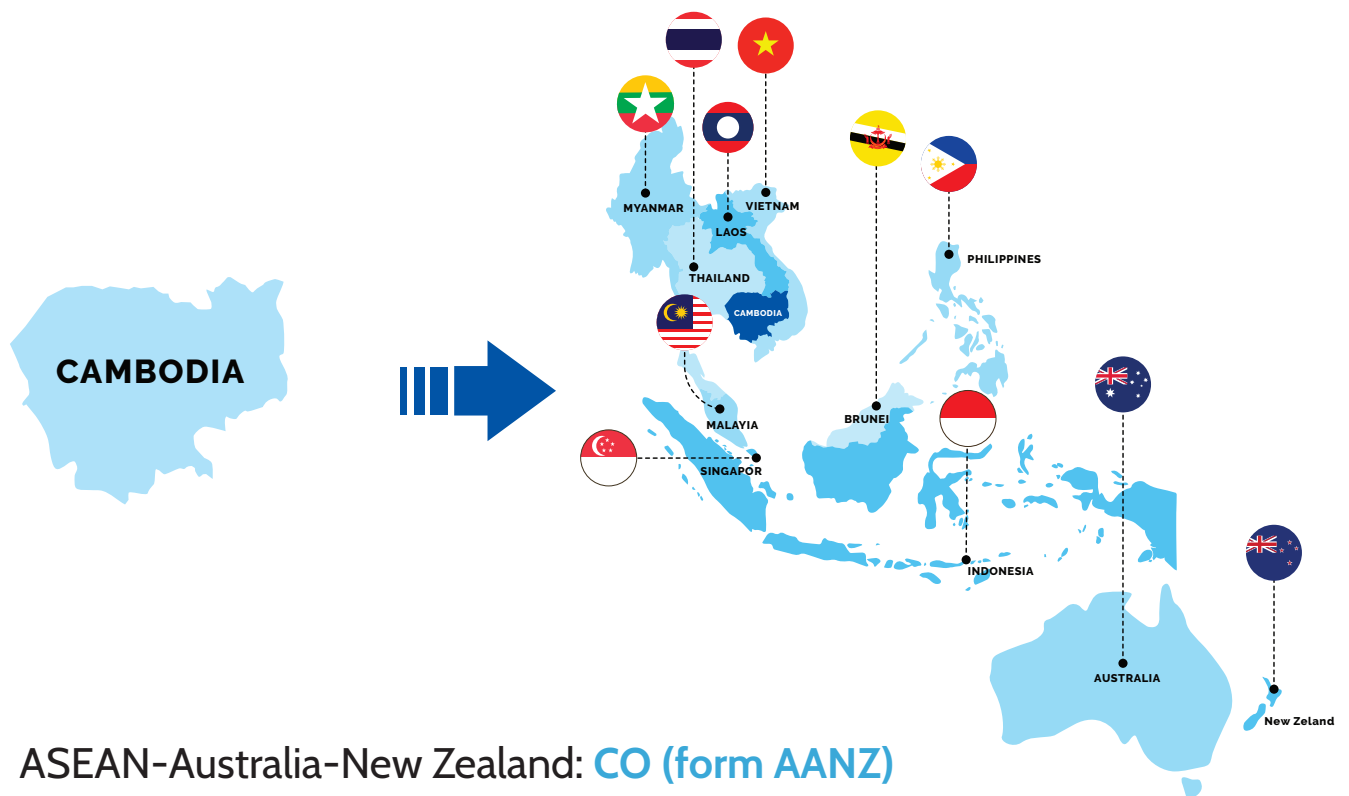 CAMBODIA
MYANMAR
VIETNAM
LAOS
THAILAND
CAMBODIA
PHILIPPINES
MALAYIA
BRUNEI
SINGAPOR
INDONESIA
AUSTRALIA
New Zeland
ASEAN-Australia-New Zealand: CO (form AANZ)